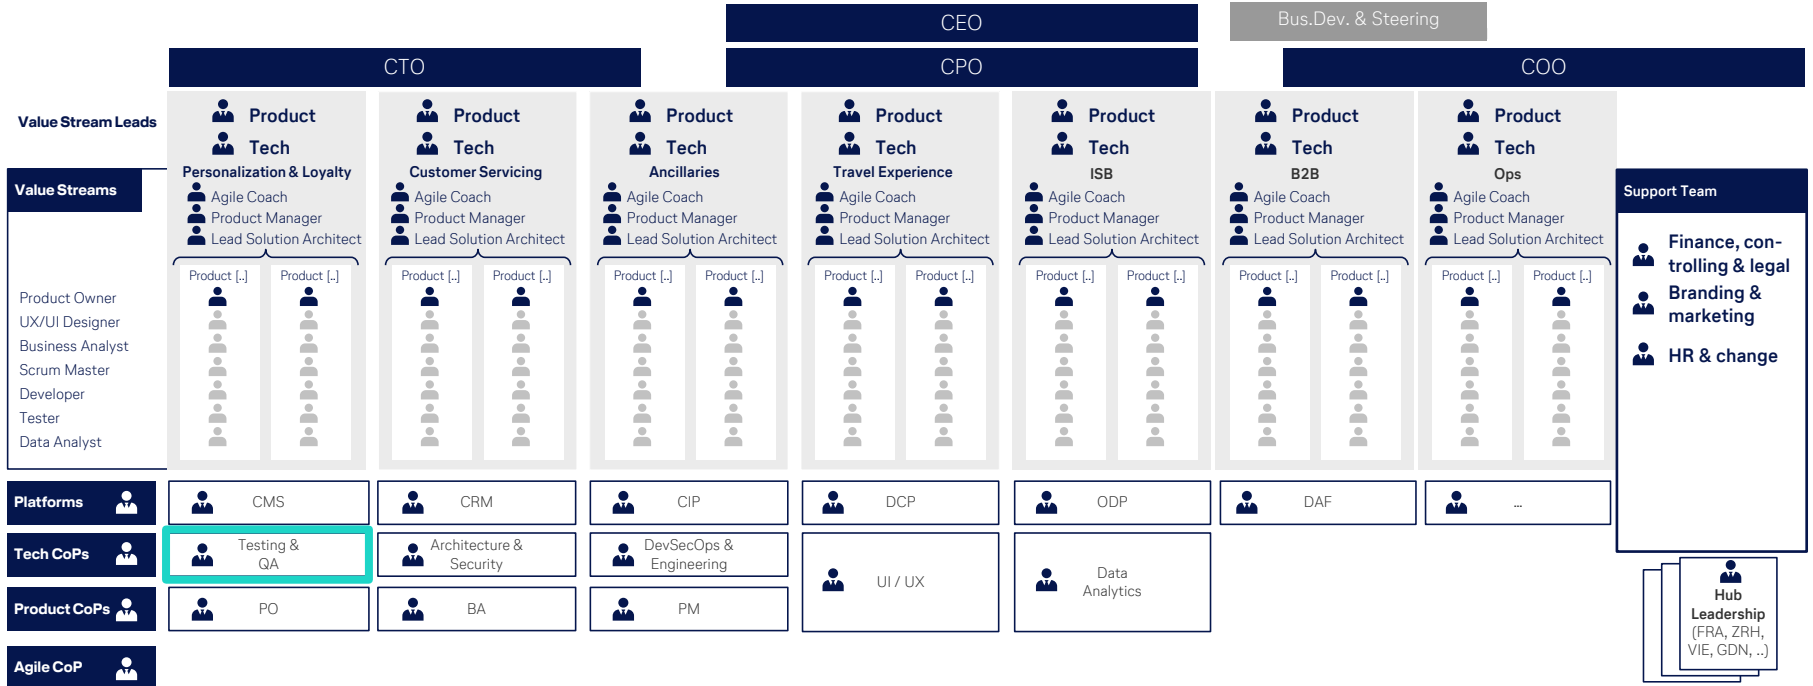 CEO
Bus.Dev. & Steering
CTO
CPO
COO
Value Stream Leads
Product
Tech
Personalization & Loyalty
Agile Coach
Product Manager
Lead Solution Architect
Product [..]
Product [..]
Product
Tech
Customer Servicing
Agile Coach
Product Manager
Lead Solution Architect
Product [..]
Product [..]
Product
Tech
Ancillaries
Agile Coach
Product Manager
Lead Solution Architect
Product [..]
Product [..]
Product
Tech
Travel Experience
Agile Coach
Product Manager
Lead Solution Architect
Product [..]
Product [..]
Product
Tech
ISB
Agile Coach
Product Manager
Lead Solution Architect
Product [..]
Product [..]
Product
Tech
B2B
Agile Coach
Product Manager
Lead Solution Architect
Product [..]
Product [..]
Product
Tech
Ops
Agile Coach
Product Manager
Lead Solution Architect
Product [..]
Product [..]
Value Streams
Product Owner
UX/UI Designer
Business Analyst
Scrum Master
Developer
Tester
Data Analyst
Support Team
Finance, con-
trolling & legal
Branding &
marketing
HR & change
Platforms
CMS
CRM
CIP
DCP
ODP
DAF
...
Tech CoPs
Testing &
QA
Architecture &
Security
DevSecOps &
Engineering
UI / UX
Data
Analytics
Product CoPs
PO
BA
PM
Agile CoP
Hub
Leadership
(FRA, ZRH,
VIE, GDN, ..)